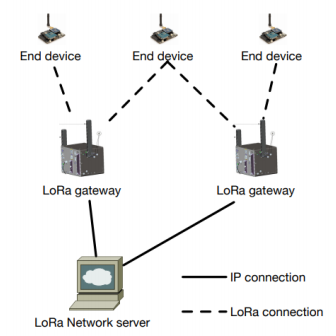 End device
End device
End device
LoRa gateway
LoRa gateway
IP connection
LoRa connection
LoRa Network server